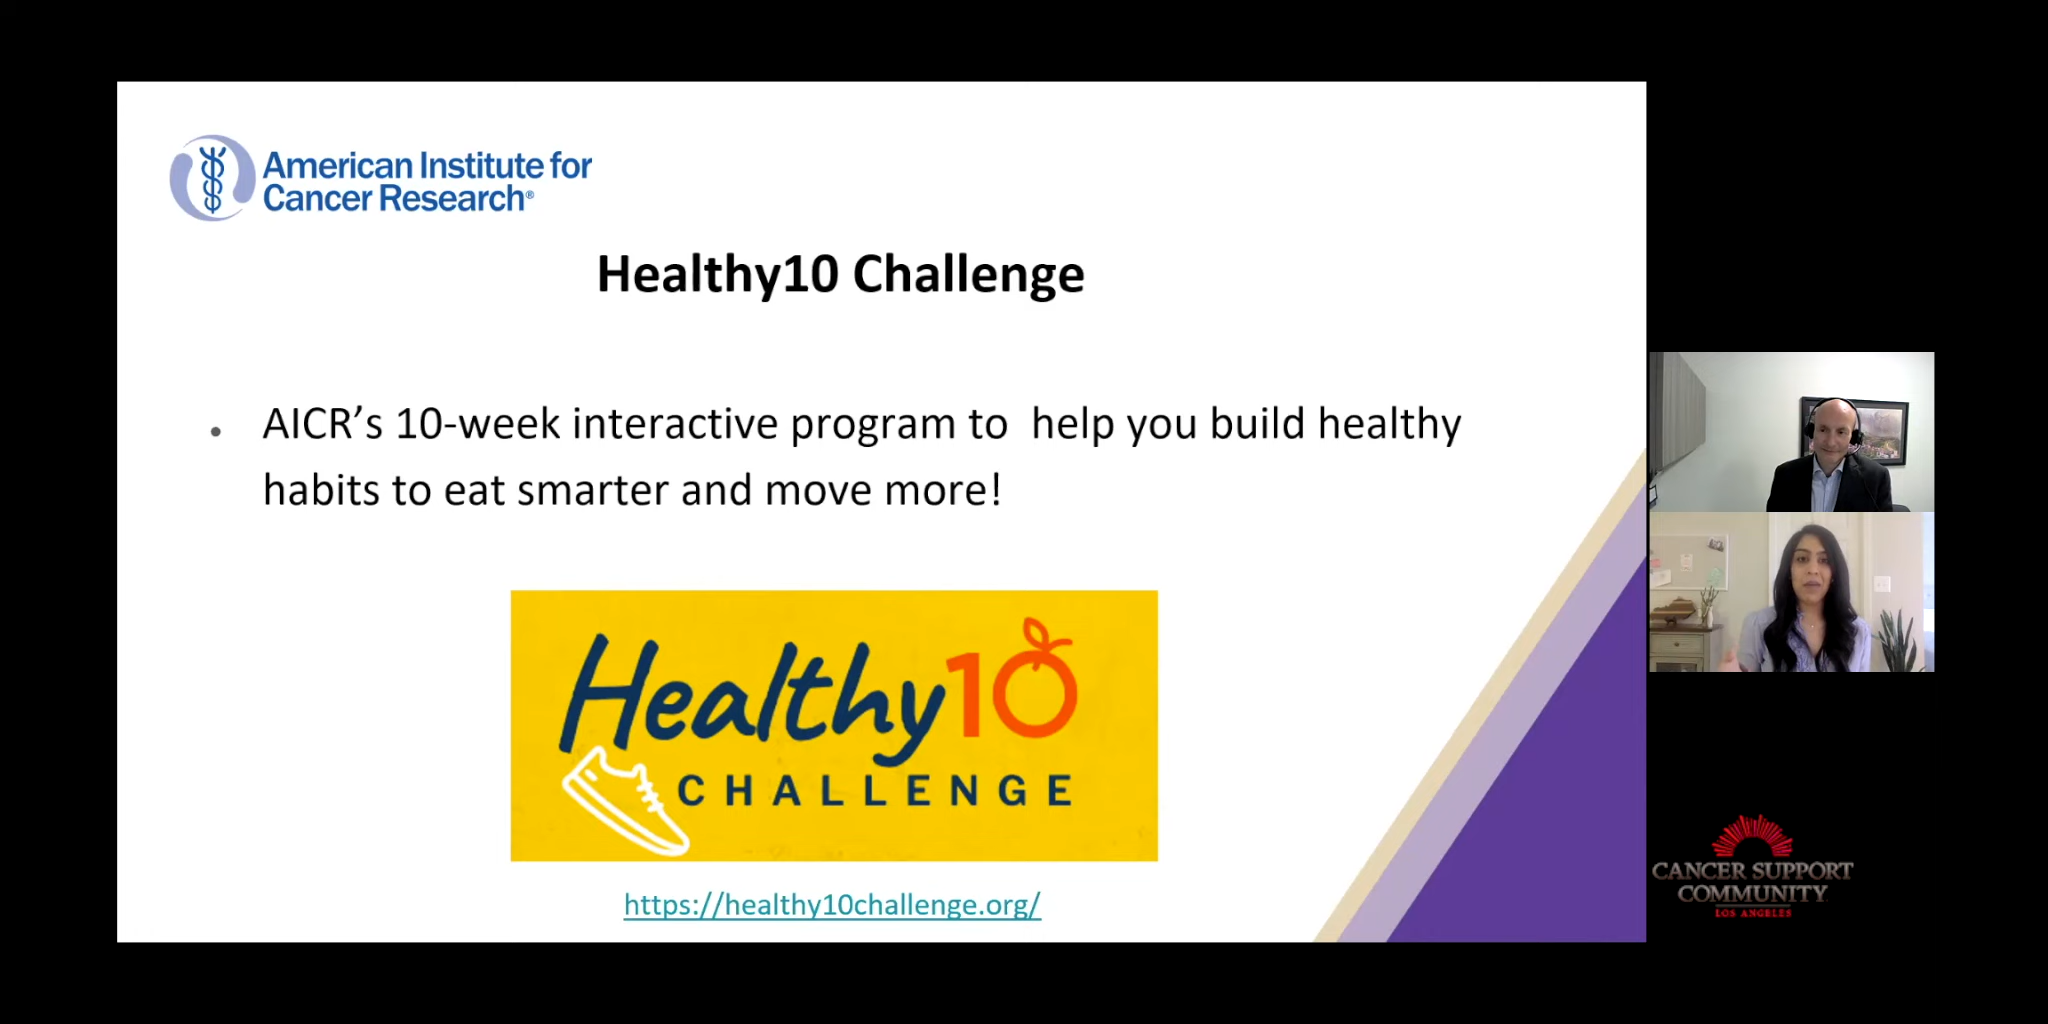 American Institute for
Cancer Research®
Healthy10 Challenge
• AICR’s 10-week interactive program to  help you build healthy
habits to eat smarter and move more!
Healthy10
CHALLENGE
https://healthy10challenge.org/
CANCER SUPPORT
COMMUNITY
LOS ANGELES